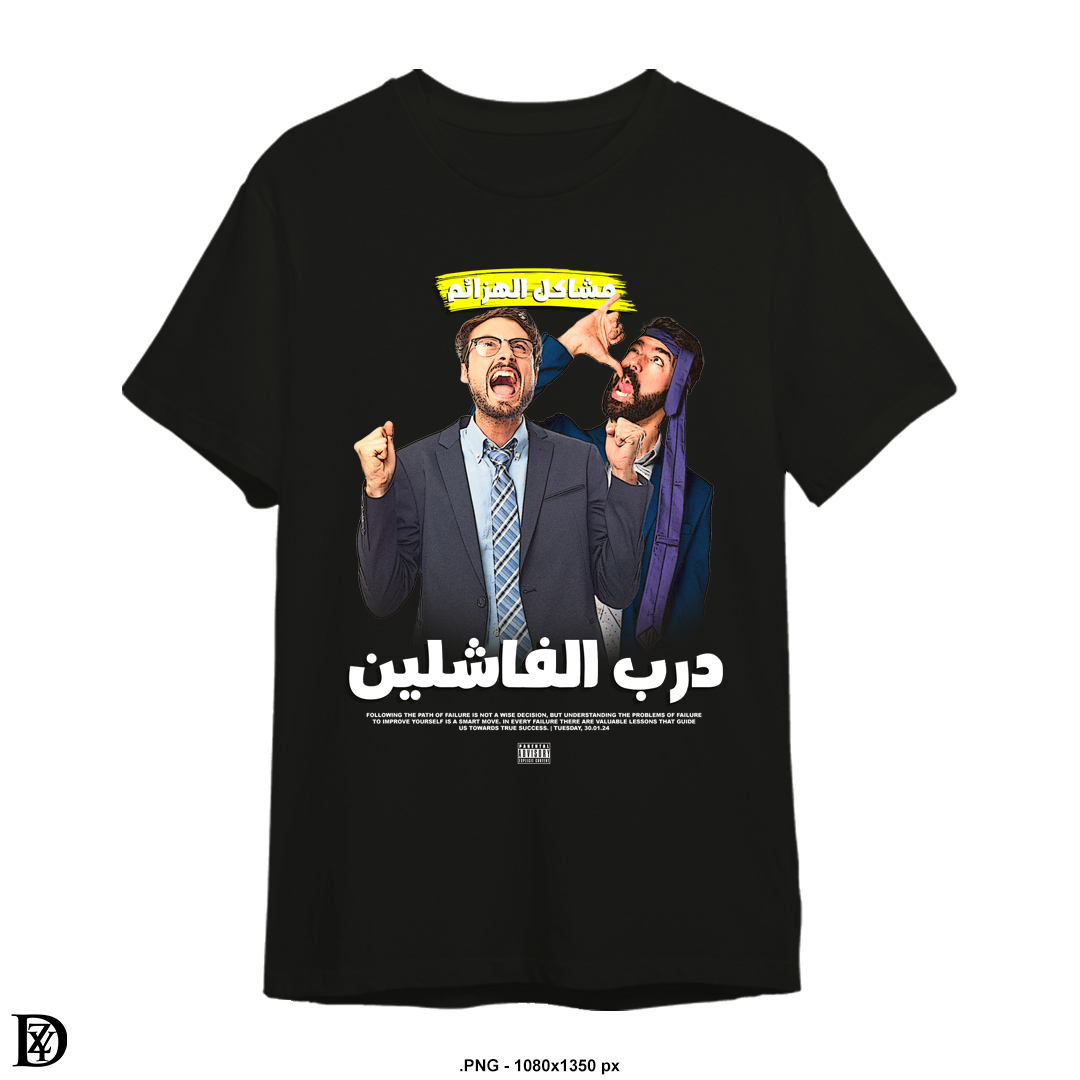 مشاكل الهزائم
درب الفاشلين
FOLLOWING THE PATH OF FAILURE IS NOT A WISE DECISION, BUT UNDERSTANDING THE PROBLEMS OF FAILURE
TO IMPROVE YOURSELF IS A SMART MOVE. IN EVERY FAILURE THERE ARE VALUABLE LESSONS THAT GUIDE
US TOWARDS TRUE SUCCESS. | TUESDAY, 30.01.24
PARENTAL
ADVISORY
EXPLICIT CONTENT
.PNG - 1080x1350 px